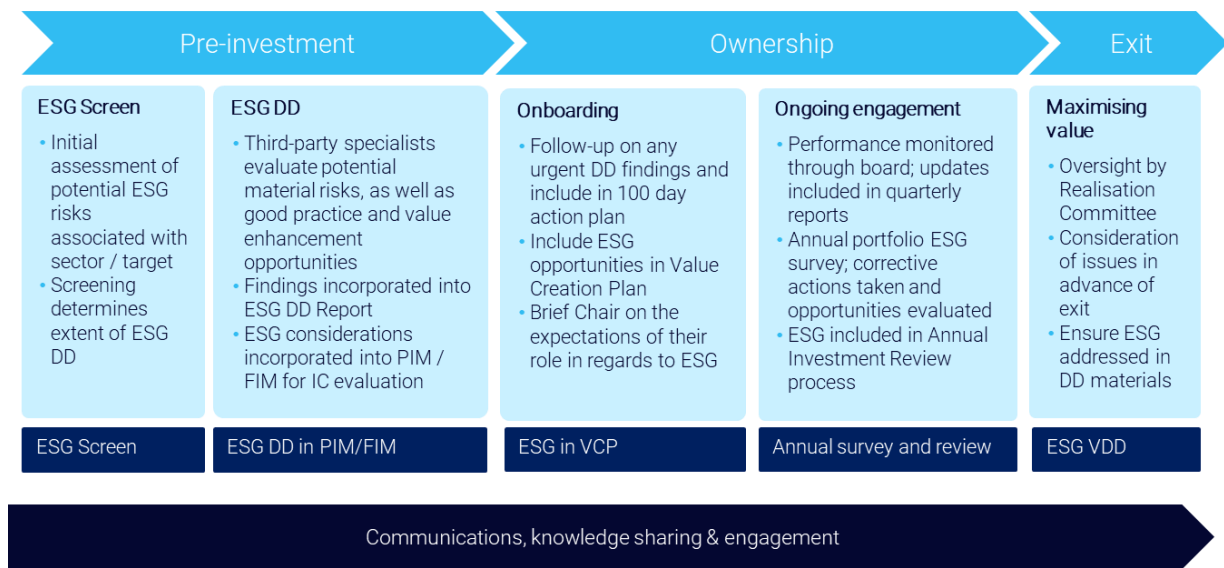 Pre-investment
Ownership
Exit
ESG Screen
• Initial
assessment of
potential ESG
risks
associated with
sector / target
• Screening
determines
extent of ESG
DD
ESG DD
• Third-party specialists
evaluate potential
material risks, as well as
good practice and value
enhancement
opportunities
• Findings incorporated into
ESG DD Report
• ESG considerations
incorporated into PIM /
FIM for IC evaluation
Onboarding
• Follow-up on any
urgent DD findings and
include in 100 day
action plan
• Include ESG
opportunities in Value
Creation Plan
• Brief Chair on the
expectations of their
role in regards to ESG
Ongoing engagement
• Performance monitored
through board; updates
included in quarterly
reports
• Annual portfolio ESG
survey; corrective
actions taken and
opportunities evaluated
• ESG included in Annual
Investment Review
process
Maximising
value
• Oversight by
Realisation
Committee
• Consideration
of issues in
advance of
exit
• Ensure ESG
addressed in
DD materials
ESG Screen
ESG DD in PIM/FIM
ESG in VCP
Annual survey and review
ESG VDD
Communications, knowledge sharing & engagement